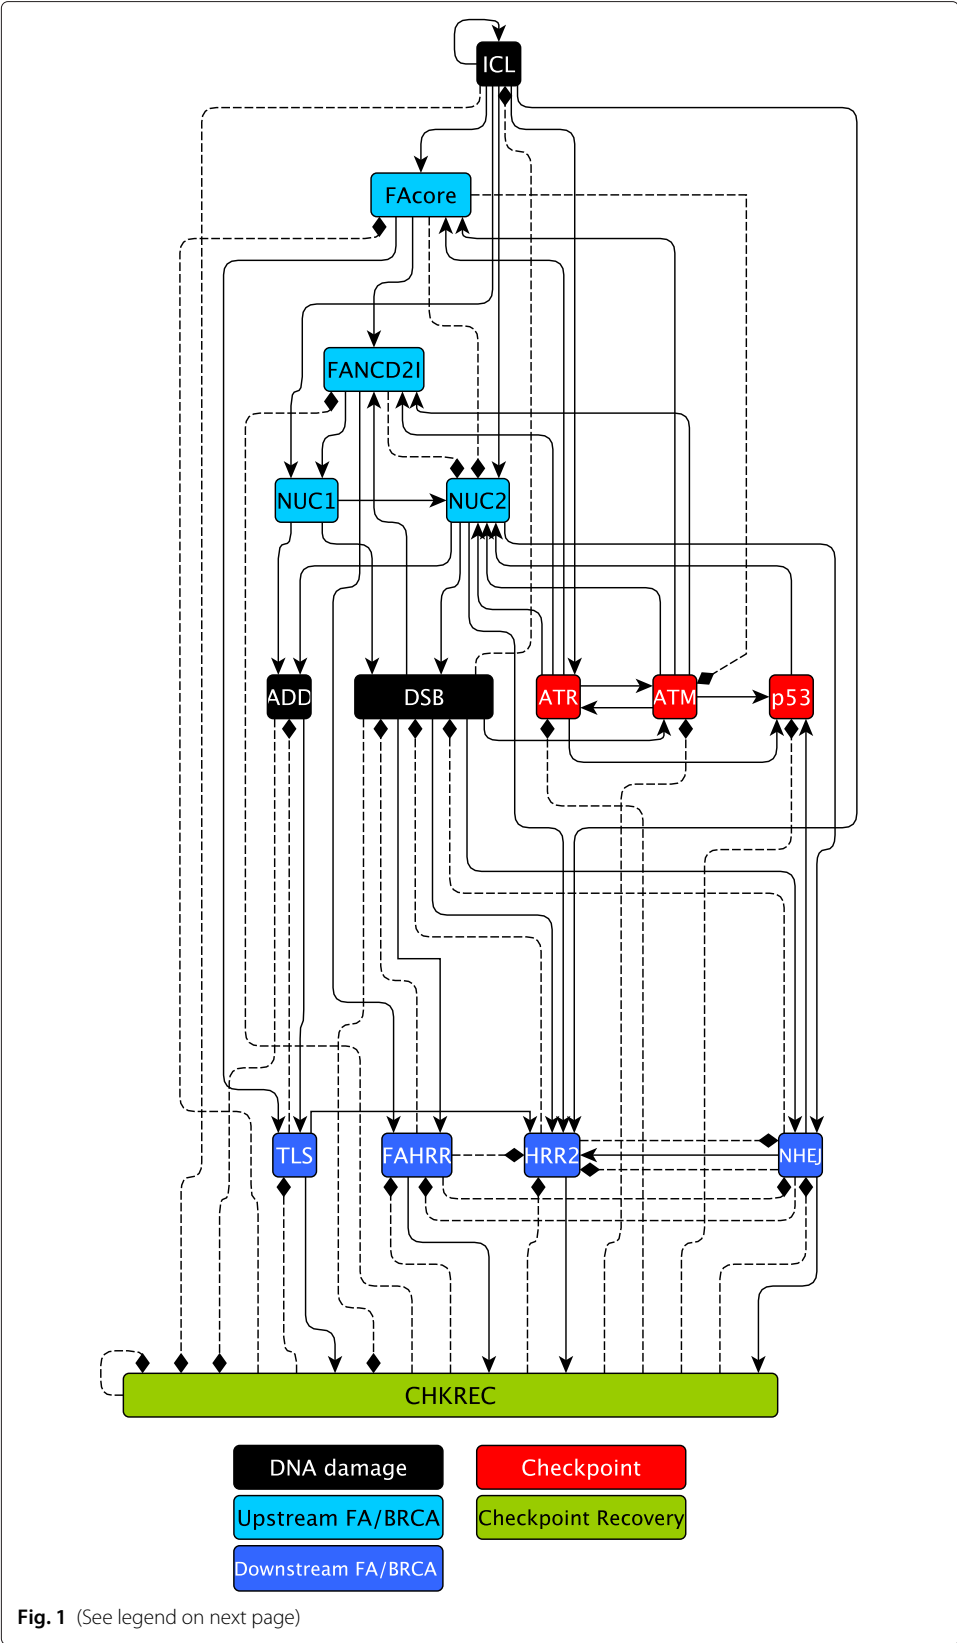 ICL
FAcore
FANCD2I
NUC1
NUC2
ADD
DSB
ATR
ATM
p53
TLS
FAHRR
HRR2
NHEJ
CHKREC
DNA damage
Checkpoint
Upstream FA/BRCA
Checkpoint Recovery
Downstream FA/BRCA
Fig. 1 (See legend on next page)